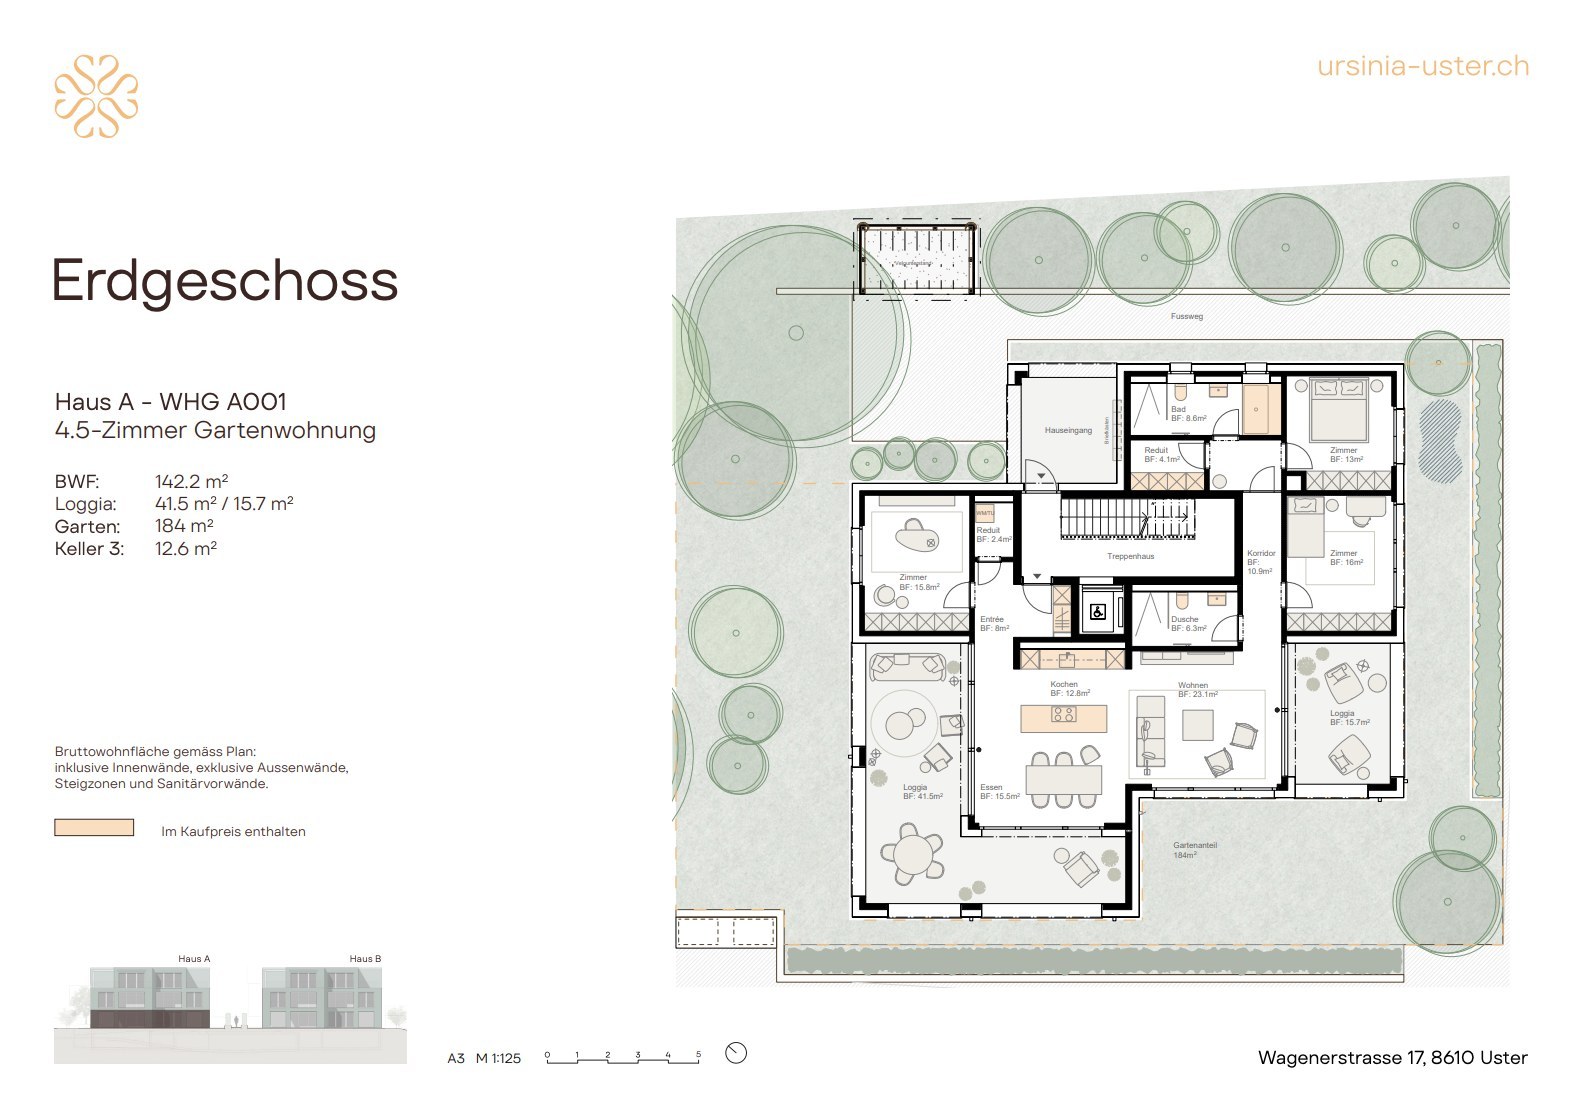 ursinia-uster.ch
Erdgeschoss
Haus A - WHG A001
4.5-Zimmer Gartenwohnung
BWF: 142.2 m²
Loggia: 41.5 m² / 15.7 m²
Garten: 184 m²
Keller 3: 12.6 m²
Bruttowohnfläche gemäss Plan:
inklusive Innenwände, exklusive Aussenwände,
Steigzonen und Sanitärvorwände.
Im Kaufpreis enthalten
Haus A
Haus B
A3 M 1:125
0 1 2 3 4 5
Wagenerstrasse 17, 8610 Uster
Fussweg
Hauseingang
Briefkästen
Bad
BF: 8.6m²
Reduit
BF: 4.1m²
Zimmer
BF: 13m²
WM/TU
Reduit
BF: 2.4m²
Treppenhaus
Korridor
BF:
10.9m²
Zimmer
BF: 16m²
Zimmer
BF: 15.8m²
Entrée
BF: 8m²
Dusche
BF: 6.3m²
Kochen
BF: 12.8m²
Wohnen
BF: 23.1m²
Loggia
BF: 15.7m²
Loggia
BF: 41.5m²
Essen
BF: 15.5m²
Gartenanteil
184m²